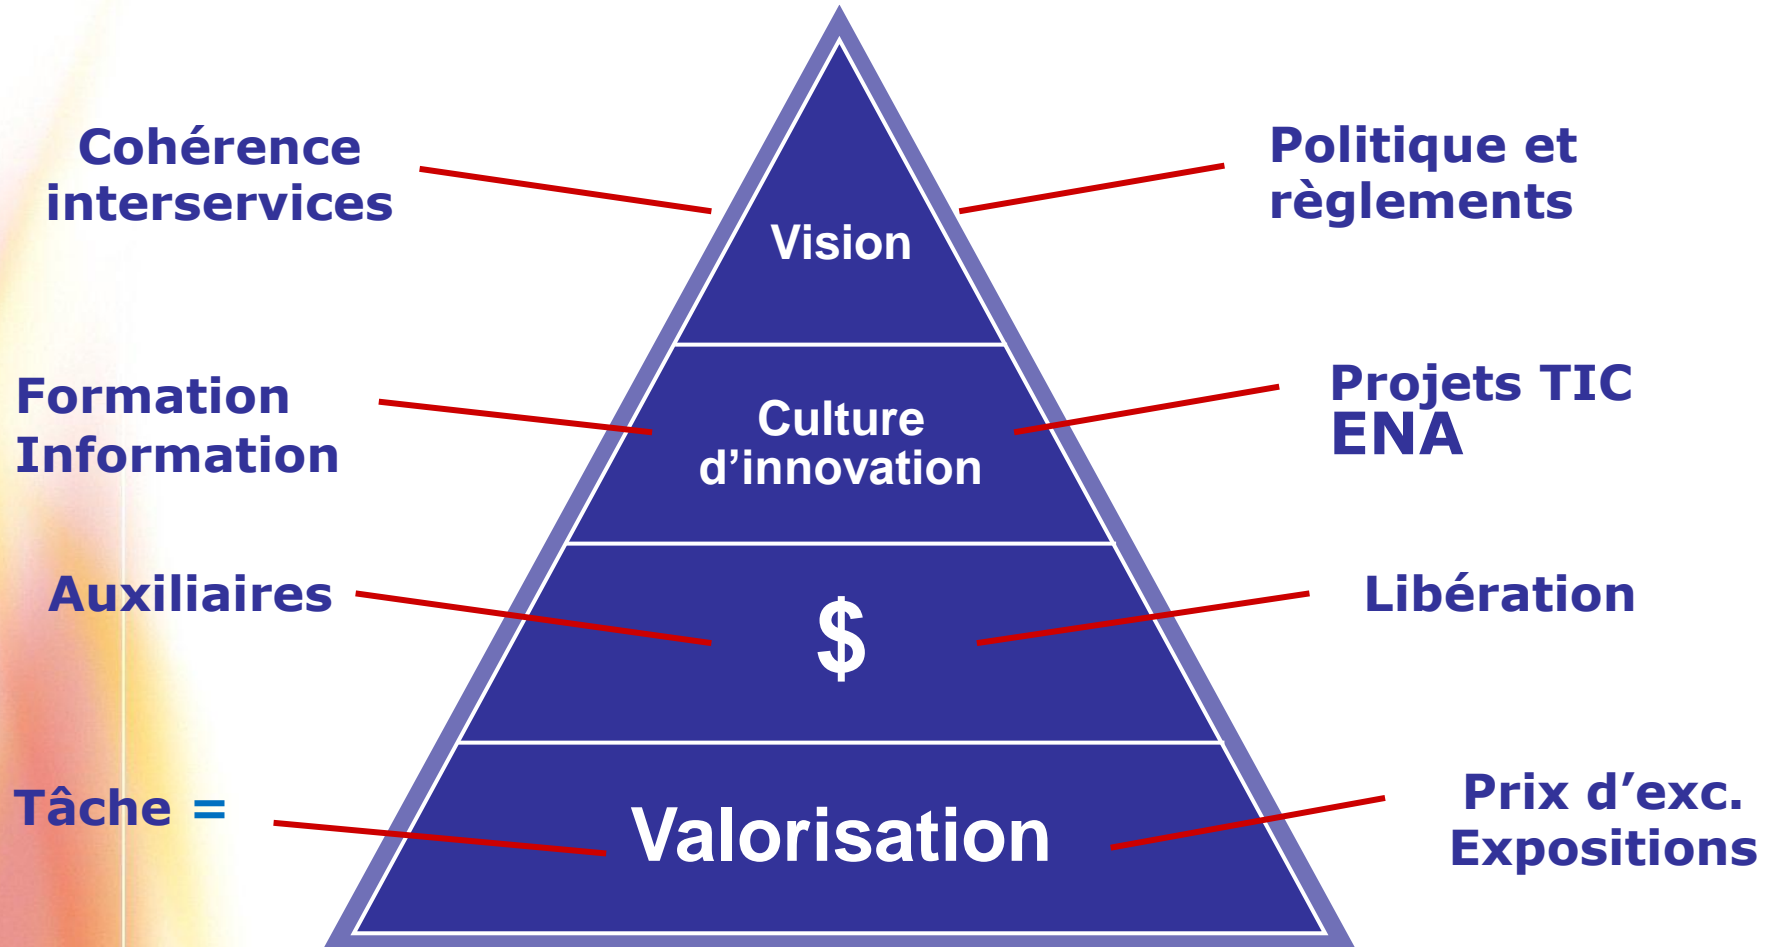 Cohérence
interservices
Vision
Politique et
règlements
Formation
Information
Culture
d’innovation
Projets TIC
ENA
Auxiliaires
$
Libération
Tâche =
Valorisation
Prix d’exc.
Expositions